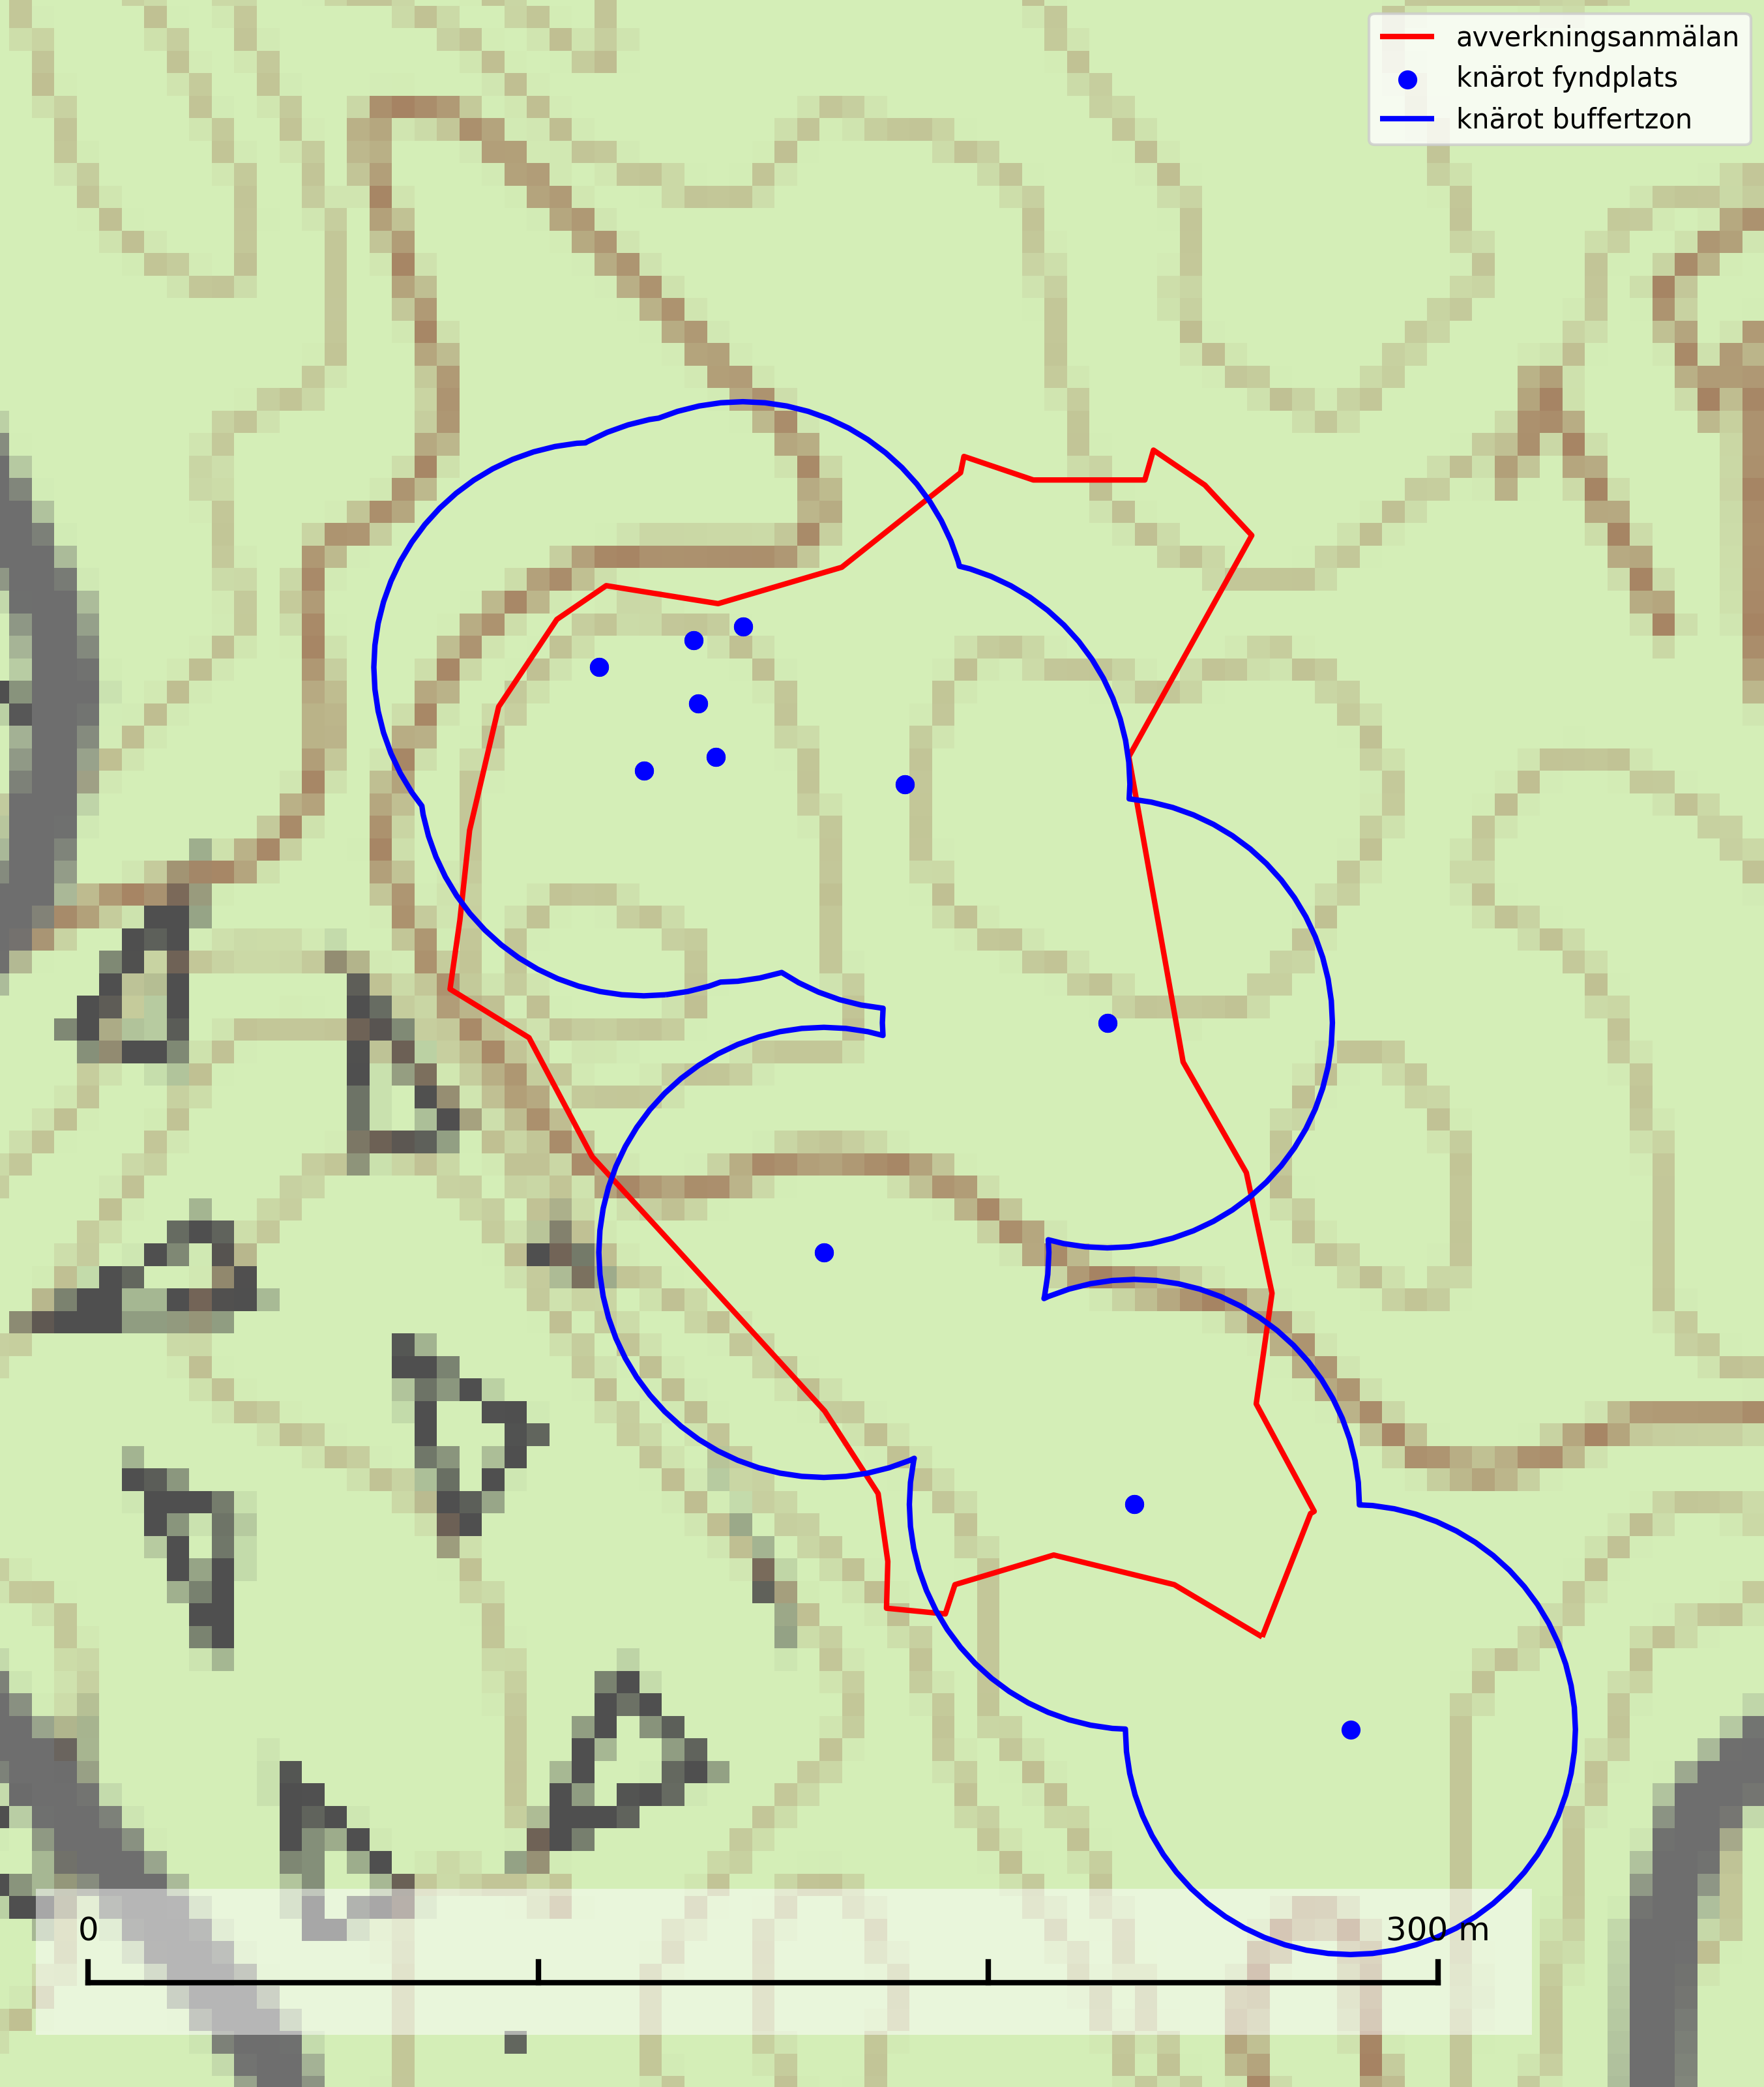 avverkningsanmälan
knärot fyndplats
knärot buffertzon
0
300 m